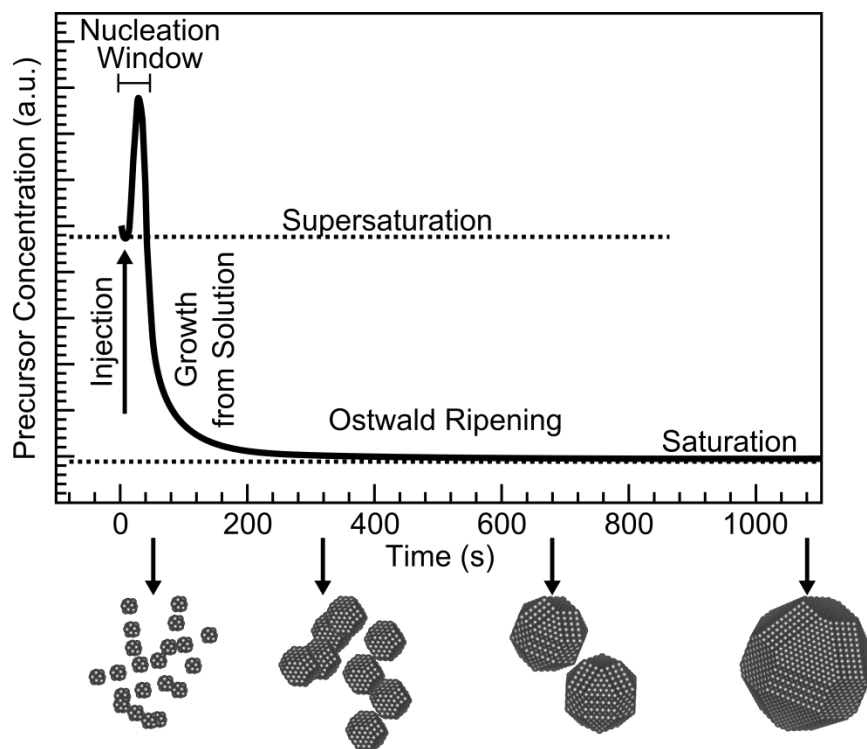 Nucleation
Window
Precursor Concentration (a.u.)
Supersaturation
Injection
Growth
from Solution
Ostwald Ripening
Saturation
0 200 400 600 800 1000
Time (s)